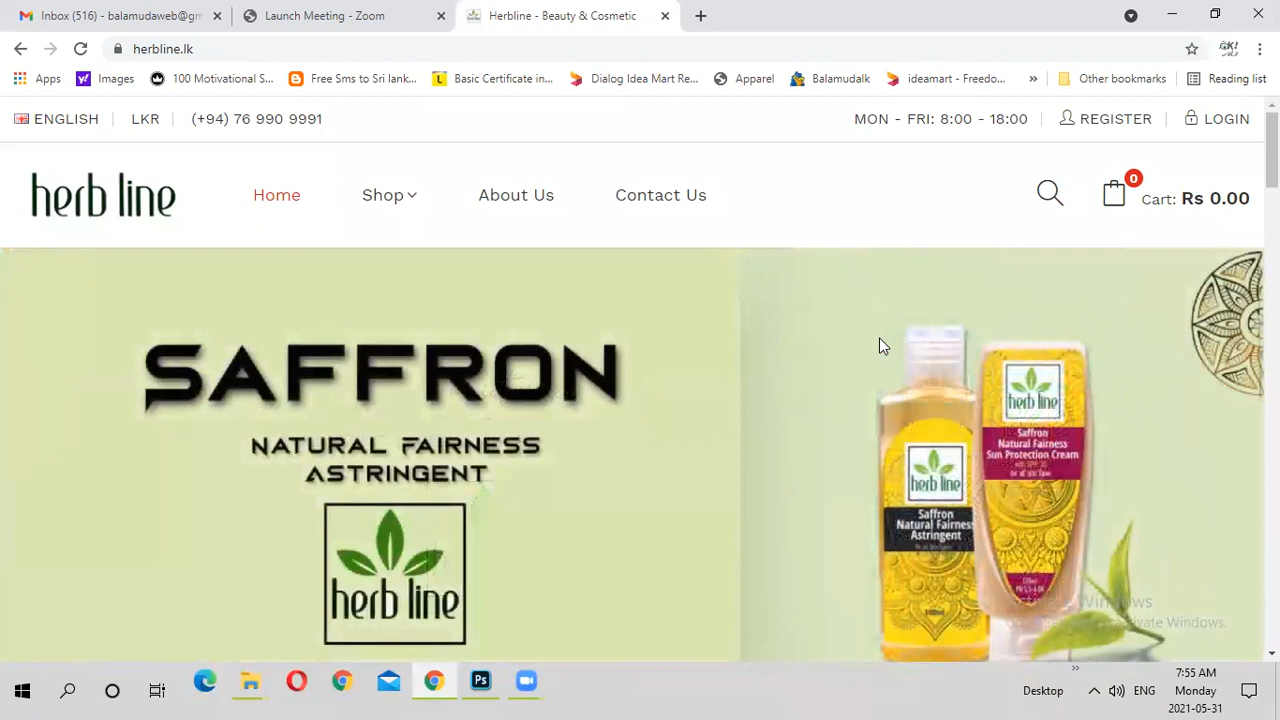 Inbox (516) - balamudaweb@gm
Launch Meeting - Zoom
Herbline - Beauty & Cosmetic
herbline.lk
Apps
Images
100 Motivational S...
Free Sms to Sri lank...
Basic Certificate in...
Dialog Idea Mart Re...
Apparel
Balamudalk
ideamart - Freedo...
»
Other bookmarks
Reading list
ENGLISH
LKR
(+94) 76 990 9991
MON - FRI: 8:00 - 18:00
REGISTER
LOGIN
herb line
Home
Shop
About Us
Contact Us
0
Cart: Rs 0.00
SAFFRON
NATURAL FAIRNESS
ASTRINGENT
herb line
herb line
Saffron
Natural Fairness
Sun Protection Cream
herb line
Saffron
Natural Fairness
Astringent
Activate Windows
Ps
Desktop
ENG
7:55 AM
Monday
2021-05-31